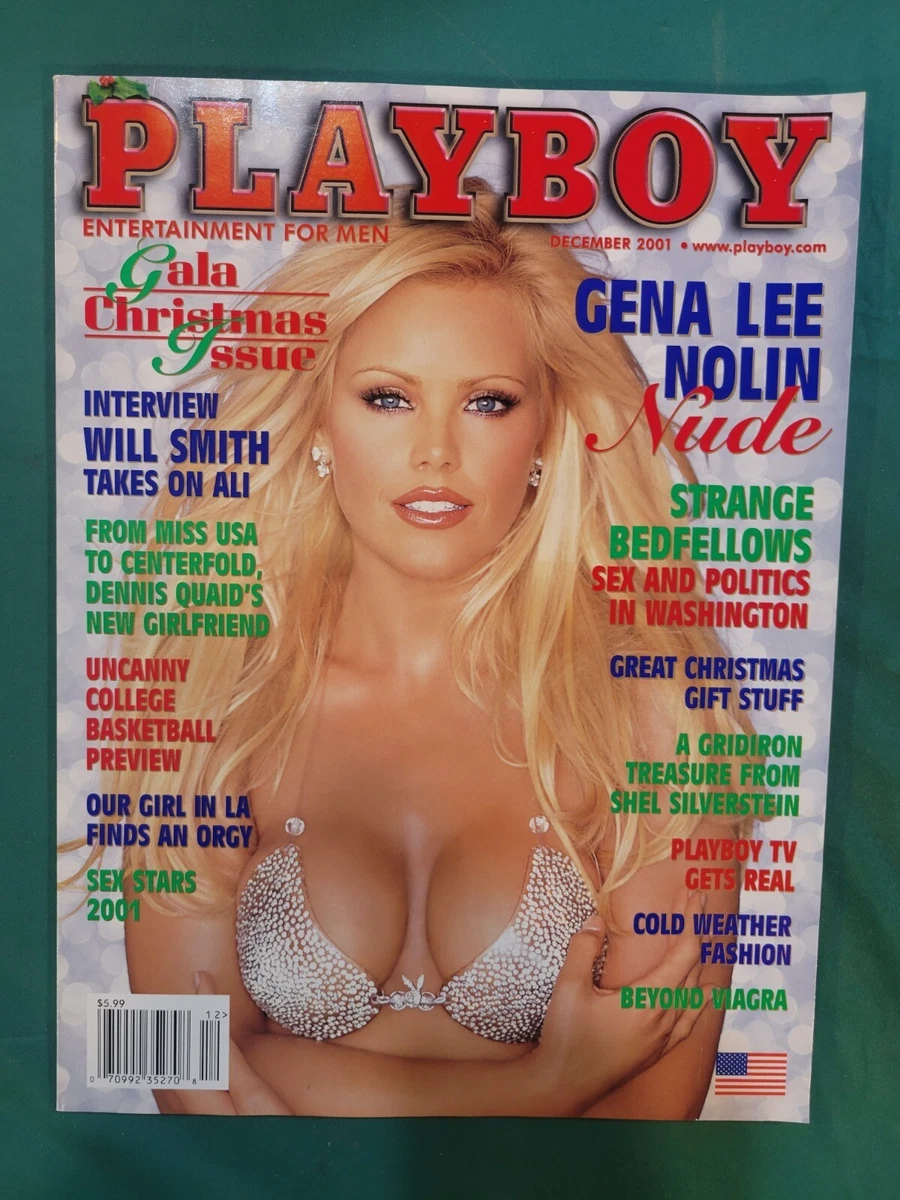 PLAYBOY
ENTERTAINMENT FOR MEN
DECEMBER 2001 • www.playboy.com
Gala
Christmas
Issue
INTERVIEW
WILL SMITH
TAKES ON ALI
FROM MISS USA
TO CENTERFOLD,
DENNIS QUAID'S
NEW GIRLFRIEND
UNCANNY
COLLEGE
BASKETBALL
PREVIEW
OUR GIRL IN LA
FINDS AN ORGY
SEX STARS
2001
GENA LEE
NOLIN
Nude
STRANGE
BEDFELLOWS
SEX AND POLITICS
IN WASHINGTON
GREAT CHRISTMAS
GIFT STUFF
A GRIDIRON
TREASURE FROM
SHEL SILVERSTEIN
PLAYBOY TV
GETS REAL
COLD WEATHER
FASHION
BEYOND VIAGRA
$5.99
12>
0 70992 35270 8